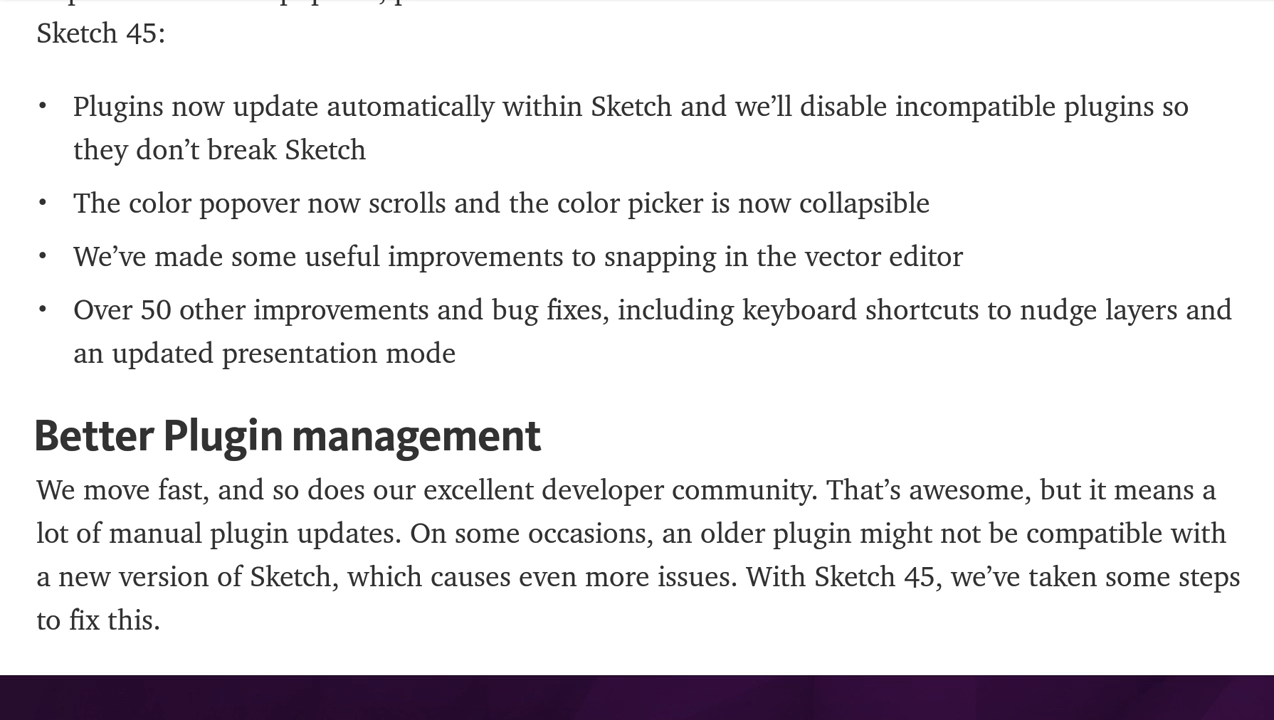 Sketch 45:
• Plugins now update automatically within Sketch and we’ll disable incompatible plugins so
they don’t break Sketch
• The color popover now scrolls and the color picker is now collapsible
• We’ve made some useful improvements to snapping in the vector editor
• Over 50 other improvements and bug fixes, including keyboard shortcuts to nudge layers and
an updated presentation mode
Better Plugin management
We move fast, and so does our excellent developer community. That’s awesome, but it means a
lot of manual plugin updates. On some occasions, an older plugin might not be compatible with
a new version of Sketch, which causes even more issues. With Sketch 45, we’ve taken some steps
to fix this.